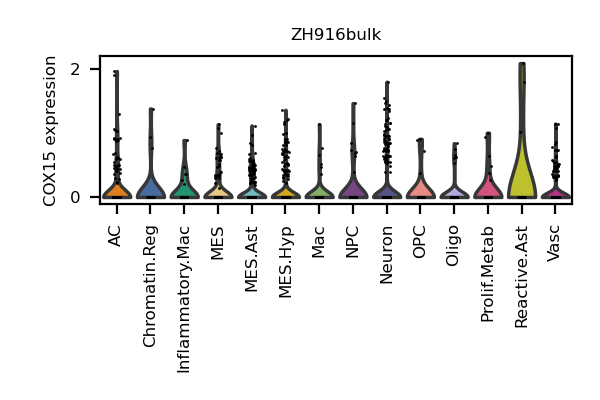 ZH916bulk
COX15 expression
2
0
AC
Chromatin.Reg
Inflammatory.Mac
MES
MES.Ast
MES.Hyp
Mac
NPC
Neuron
OPC
Oligo
Prolif.Metab
Reactive.Ast
Vasc